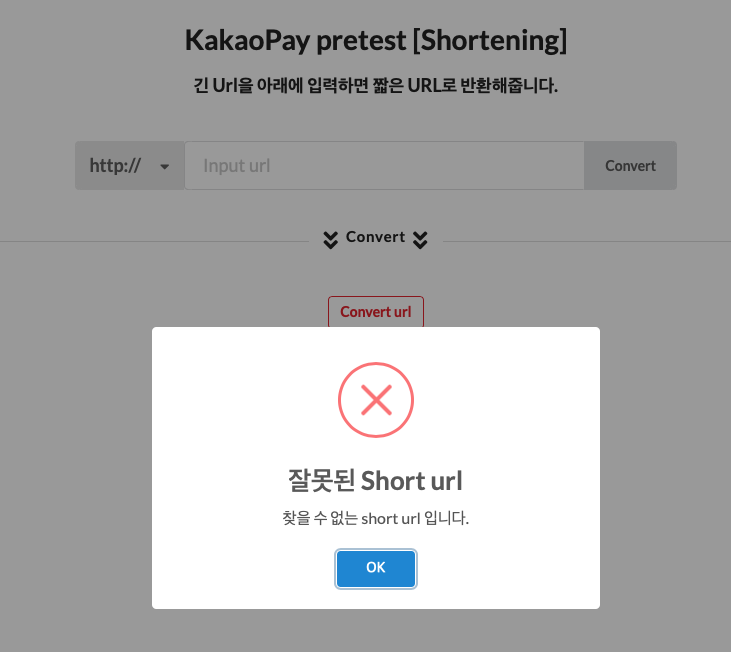 KakaoPay pretest [Shortening]
긴 Url을 아래에 입력하면 짧은 URL로 반환해줍니다.
http:// Input url Convert
Convert
Convert url
잘못된 Short url
찾을 수 없는 short url 입니다.
OK